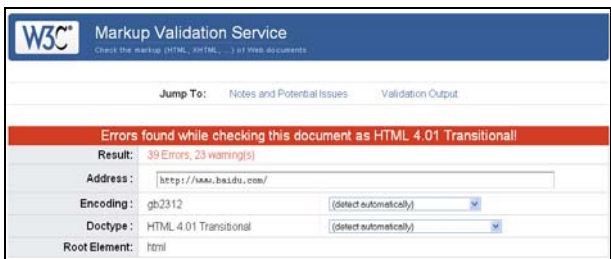 W3C® Markup Validation Service
Check the markup (HTML, XHTML, ...) of Web documents
Jump To: Notes and Potential Issues Validation Output
Errors found while checking this document as HTML 4.01 Transitional!
Result: 39 Errors, 23 warning(s)
Address : http://www.baidu.com/
Encoding : gb2312 (detect automatically)
Doctype : HTML 4.01 Transitional (detect automatically)
Root Element: html